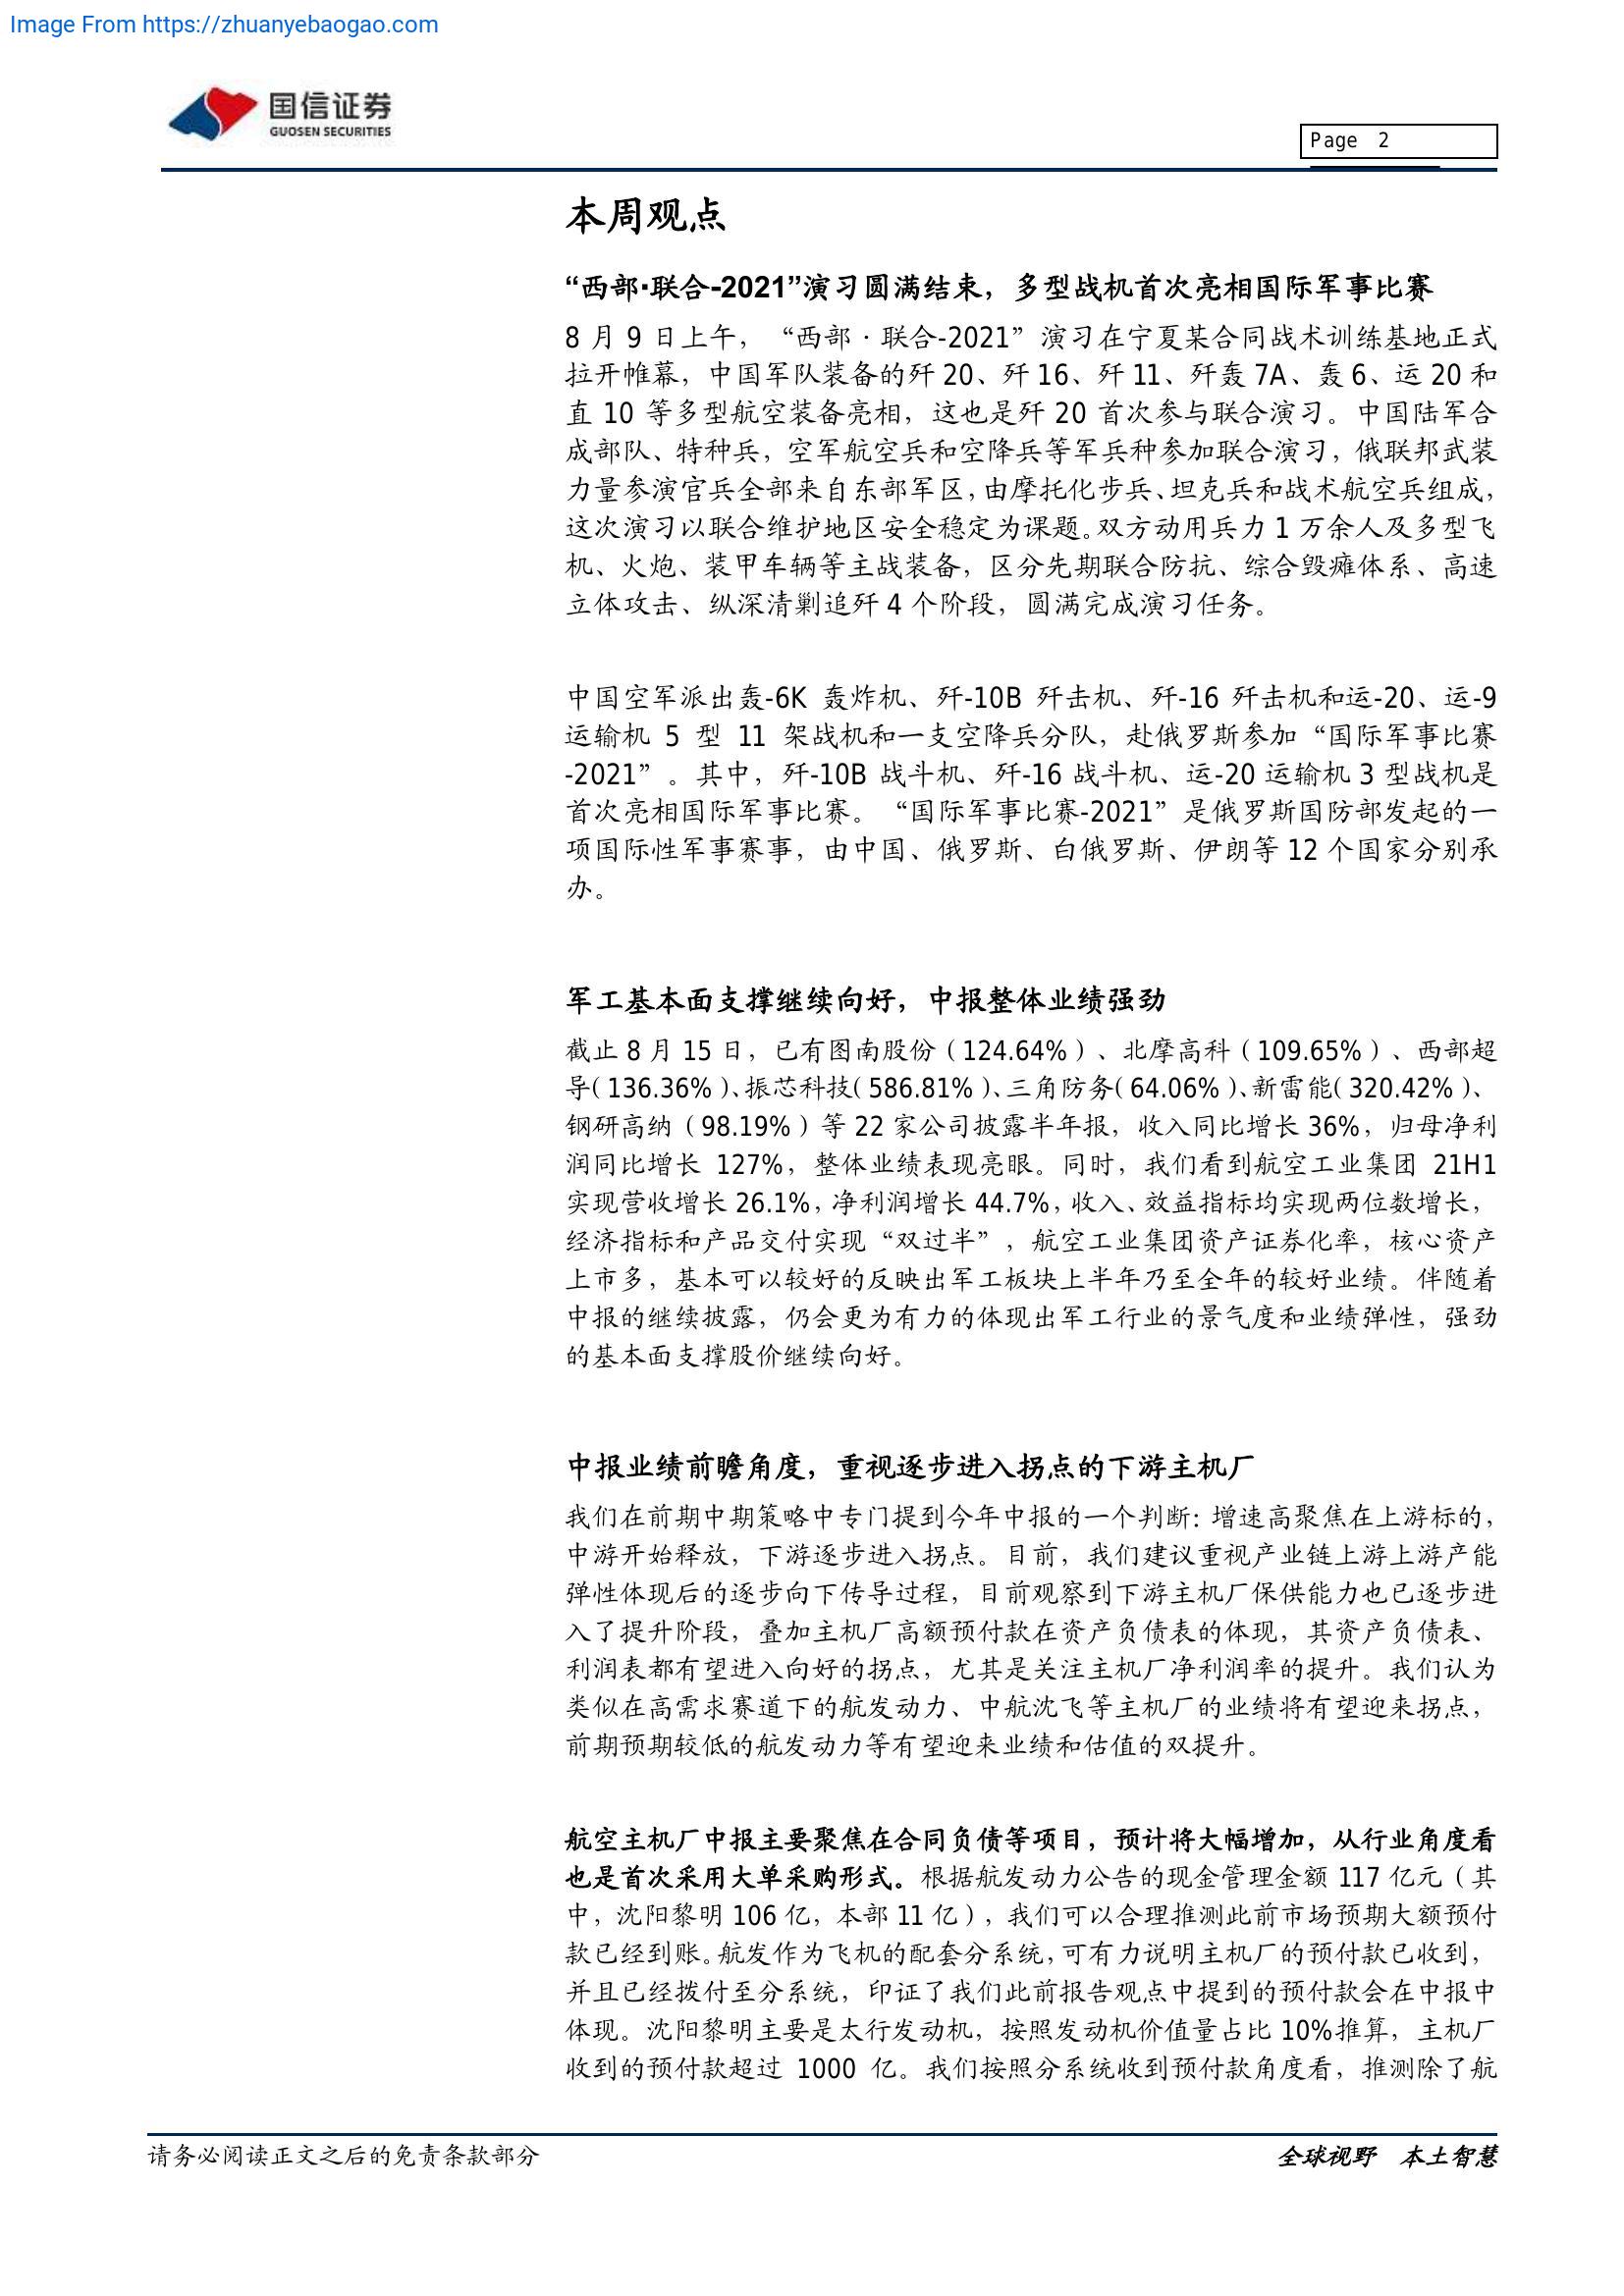 Image From https://zhuanyebaogao.com
国信证券
GUOSEN SECURITIES
Page 2
本周观点
“西部·联合-2021”演习圆满结束，多型战机首次亮相国际军事比赛
8 月 9 日上午，“西部·联合-2021”演习在宁夏某合同战术训练基地正式
拉开帷幕，中国军队装备的歼 20、歼 16、歼 11、歼轰 7A、轰 6、运 20 和
直 10 等多型航空装备亮相，这也是歼 20 首次参与联合演习。中国陆军合
成部队、特种兵，空军航空兵和空降兵等军兵种参加联合演习，俄联邦武装
力量参演官兵全部来自东部军区，由摩托化步兵、坦克兵和战术航空兵组成，
这次演习以联合维护地区安全稳定为课题。双方动用兵力 1 万余人及多型飞
机、火炮、装甲车辆等主战装备，区分先期联合防抗、综合毁瘫体系、高速
立体攻击、纵深清剿追歼 4 个阶段，圆满完成演习任务。
中国空军派出轰-6K 轰炸机、歼-10B 歼击机、歼-16 歼击机和运-20、运-9
运输机 5 型 11 架战机和一支空降兵分队，赴俄罗斯参加“国际军事比赛
-2021”。其中，歼-10B 战斗机、歼-16 战斗机、运-20 运输机 3 型战机是
首次亮相国际军事比赛。“国际军事比赛-2021”是俄罗斯国防部发起的一
项国际性军事赛事，由中国、俄罗斯、白俄罗斯、伊朗等 12 个国家分别承
办。
军工基本面支撑继续向好，中报整体业绩强劲
截止 8 月 15 日，已有图南股份（124.64%）、北摩高科（109.65%）、西部超
导（136.36%）、振芯科技（586.81%）、三角防务（64.06%）、新雷能（320.42%）、
钢研高纳（98.19%）等 22 家公司披露半年报，收入同比增长 36%，归母净利
润同比增长 127%，整体业绩表现亮眼。同时，我们看到航空工业集团 21H1
实现营收增长 26.1%，净利润增长 44.7%，收入、效益指标均实现两位数增长，
经济指标和产品交付实现“双过半”，航空工业集团资产证券化率，核心资产
上市多，基本可以较好的反映出军工板块上半年乃至全年的较好业绩。伴随着
中报的继续披露，仍会更为有力的体现出军工行业的景气度和业绩弹性，强劲
的基本面支撑股价继续向好。
中报业绩前瞻角度，重视逐步进入拐点的下游主机厂
我们在前期中期策略中专门提到今年中报的一个判断：增速高聚焦在上游标的，
中游开始释放，下游逐步进入拐点。目前，我们建议重视产业链上游上游产能
弹性体现后的逐步向下传导过程，目前观察到下游主机厂保供能力也已逐步进
入了提升阶段，叠加主机厂高额预付款在资产负债表的体现，其资产负债表、
利润表都有望进入向好的拐点，尤其是关注主机厂净利润率的提升。我们认为
类似在高需求赛道下的航发动力、中航沈飞等主机厂的业绩将有望迎来拐点，
前期预期较低的航发动力等有望迎来业绩和估值的双提升。
航空主机厂中报主要聚焦在合同负债等项目，预计将大幅增加，从行业角度看
也是首次采用大单采购形式。根据航发动力公告的现金管理金额 117 亿元（其
中，沈阳黎明 106 亿，本部 11 亿），我们可以合理推测此前市场预期大额预付
款已经到账。航发作为飞机的配套分系统，可有力说明主机厂的预付款已收到，
并且已经拨付至分系统，印证了我们此前报告观点中提到的预付款会在中报中
体现。沈阳黎明主要是太行发动机，按照发动机价值量占比 10%推算，主机厂
收到的预付款超过 1000 亿。我们按照分系统收到预付款角度看，推测除了航
请务必阅读正文之后的免责条款部分
全球视野 本土智慧